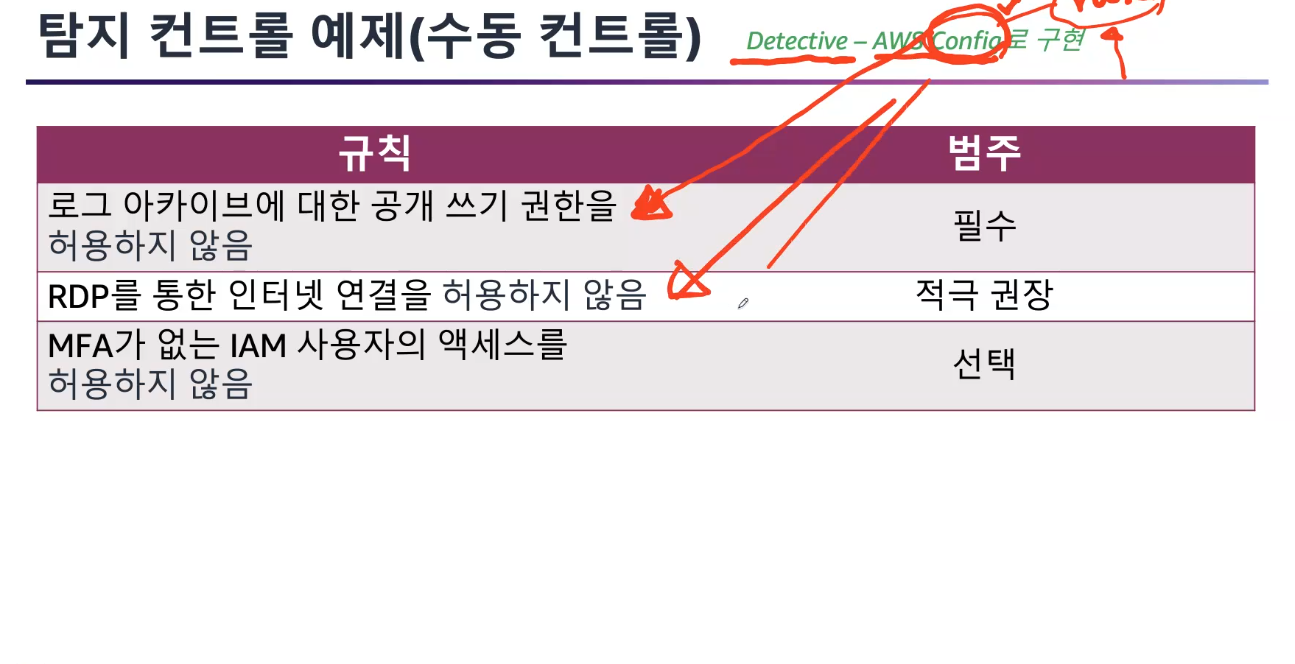 탐지 컨트롤 예제(수동 컨트롤) Detective – AWS Config로 구현
규칙 범주
로그 아카이브에 대한 공개 쓰기 권한을
허용하지 않음
필수
RDP를 통한 인터넷 연결을 허용하지 않음 적극 권장
MFA가 없는 IAM 사용자의 액세스를
허용하지 않음
선택